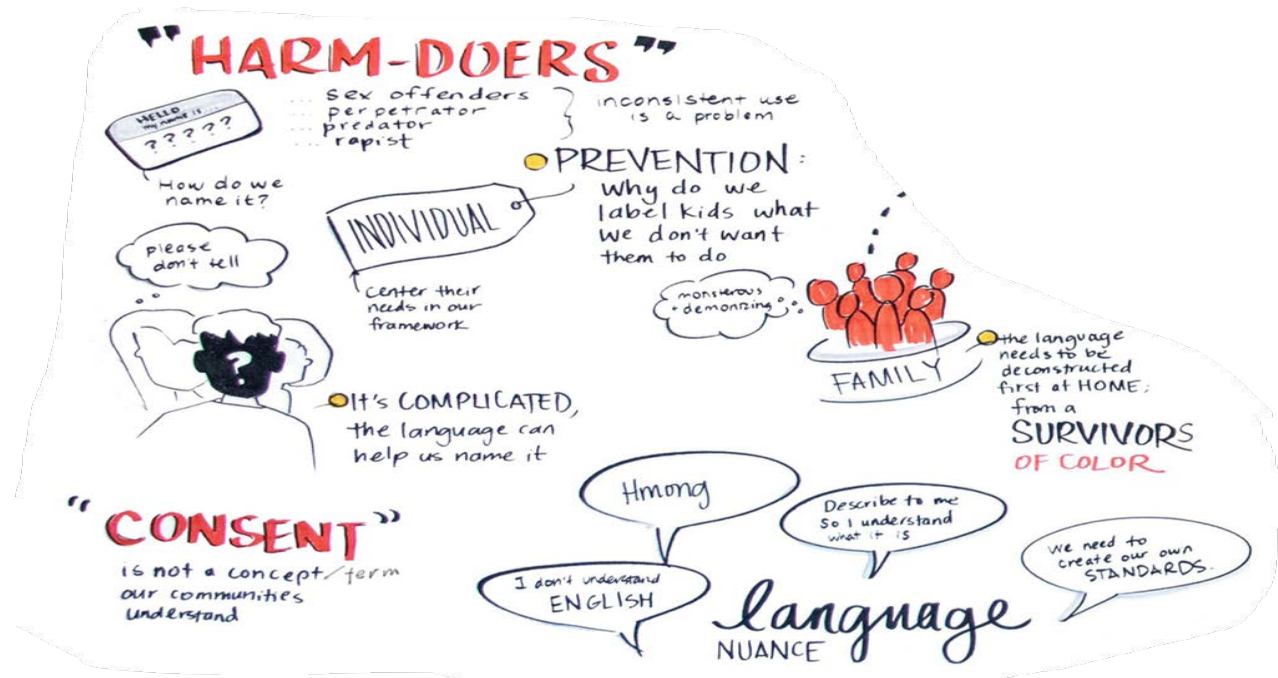 "HARM-DOERS"
HELLO
my name is...
? ? ? ? ?
How do we
name it?
... sex offenders
... perpetrator
... predator
... rapist
inconsistent use
is a problem
PREVENTION:
Why do we
label kids what
we don't want
them to do
INDIVIDUAL
center their
needs in our
framework
please
don't tell
?
It's COMPLICATED,
the language can
help us name it
monsterous
demonizing
FAMILY
the language
needs to be
deconstructed
first at HOME;
from a
SURVIVORS
OF COLOR
"CONSENT"
is not a concept/term
our communities
understand
Hmong
I don't understand
ENGLISH
Describe to me
so I understand
what it is
We need to
create our own
STANDARDS.
language
NUANCE